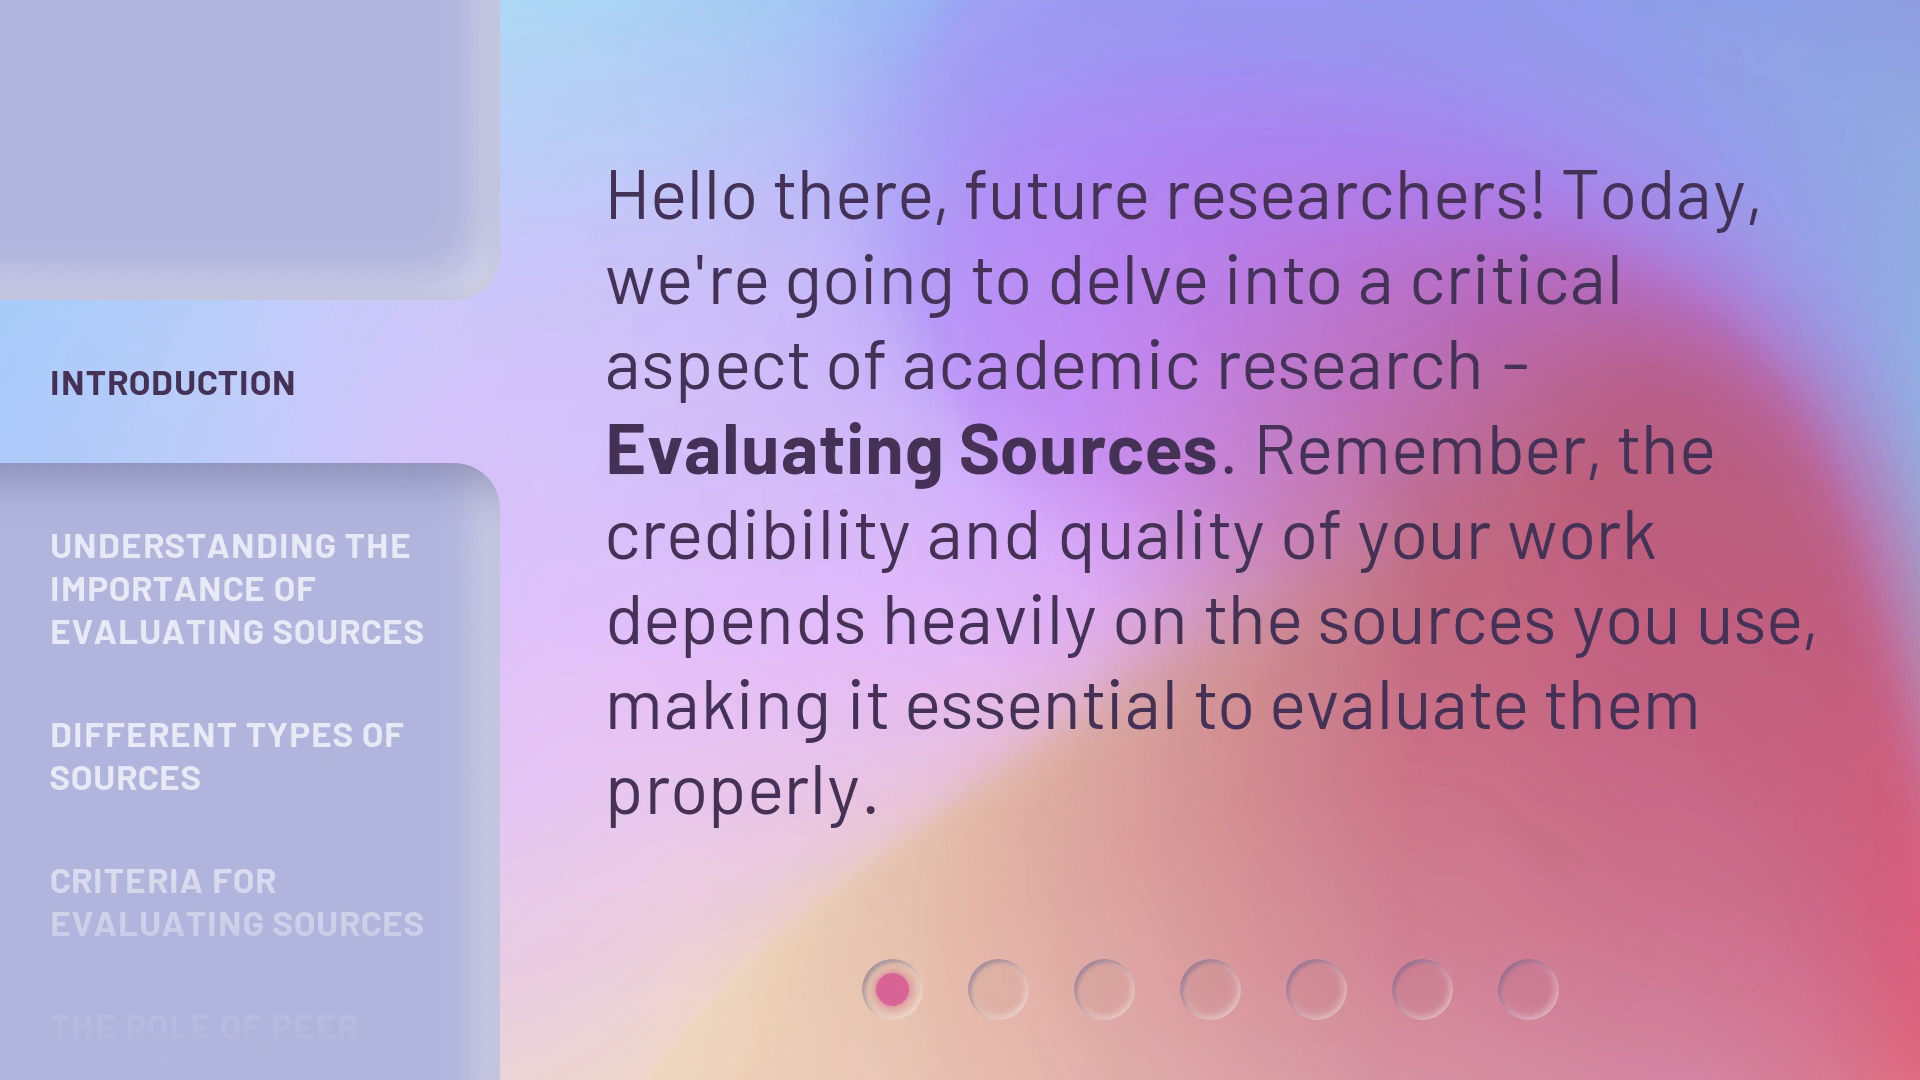 INTRODUCTION
UNDERSTANDING THE
IMPORTANCE OF
EVALUATING SOURCES
DIFFERENT TYPES OF
SOURCES
CRITERIA FOR
EVALUATING SOURCES
THE ROLE OF PEER
Hello there, future researchers! Today,
we're going to delve into a critical
aspect of academic research -
Evaluating Sources. Remember, the
credibility and quality of your work
depends heavily on the sources you use,
making it essential to evaluate them
properly.